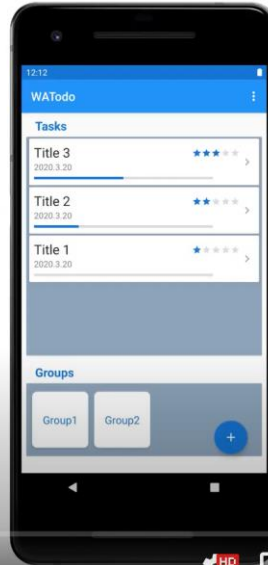 12:12
WATodo
Tasks
Title 3
2020.3.20
Title 2
2020.3.20
Title 1
2020.3.20
Groups
Group1
Group2
+
HD